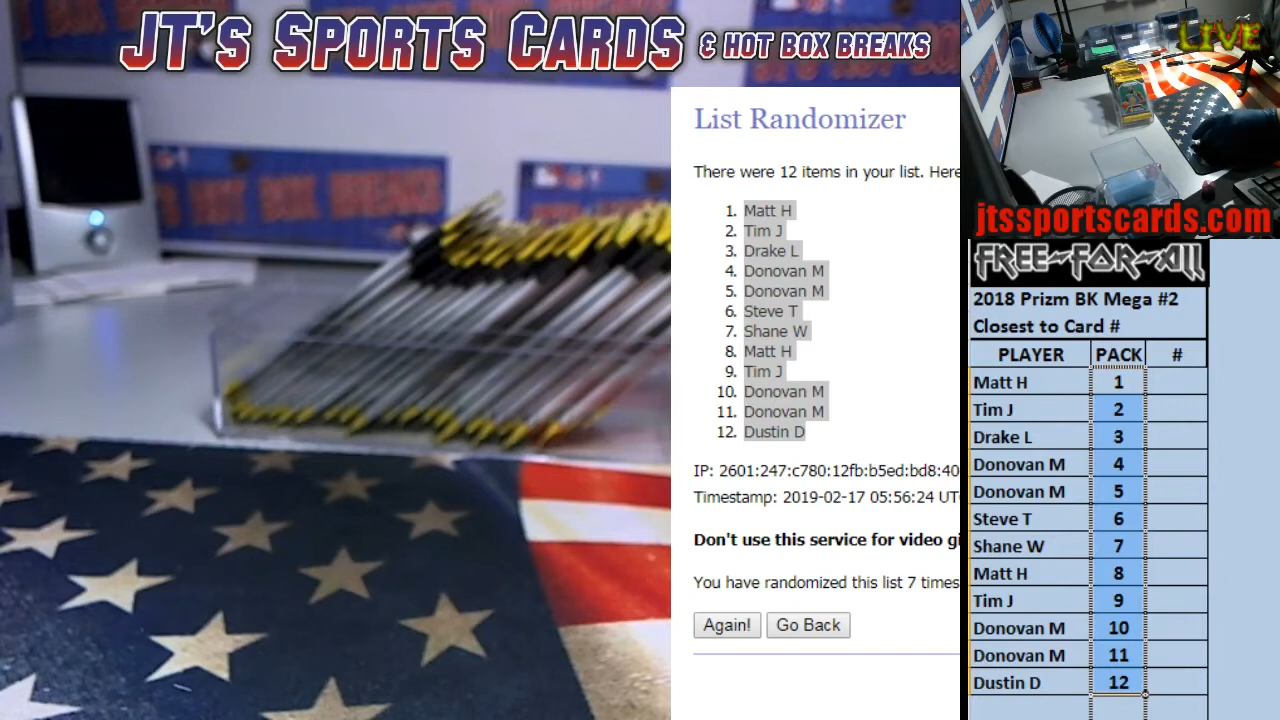 JT's Sports Cards & Hot Box Breaks
LIVE
jtssportscards.com
List Randomizer
There were 12 items in your list. Here
1. Matt H
2. Tim J
3. Drake L
4. Donovan M
5. Donovan M
6. Steve T
7. Shane W
8. Matt H
9. Tim J
10. Donovan M
11. Donovan M
12. Dustin D
IP: 2601:247:c780:12fb:b5ed:bd8:40
Timestamp: 2019-02-17 05:56:24 UT
Don't use this service for video gi
You have randomized this list 7 times
Again! Go Back
FREE-FOR-ALL
2018 Prizm BK Mega #2
Closest to Card #
PLAYER PACK #
Matt H 1
Tim J 2
Drake L 3
Donovan M 4
Donovan M 5
Steve T 6
Shane W 7
Matt H 8
Tim J 9
Donovan M 10
Donovan M 11
Dustin D 12